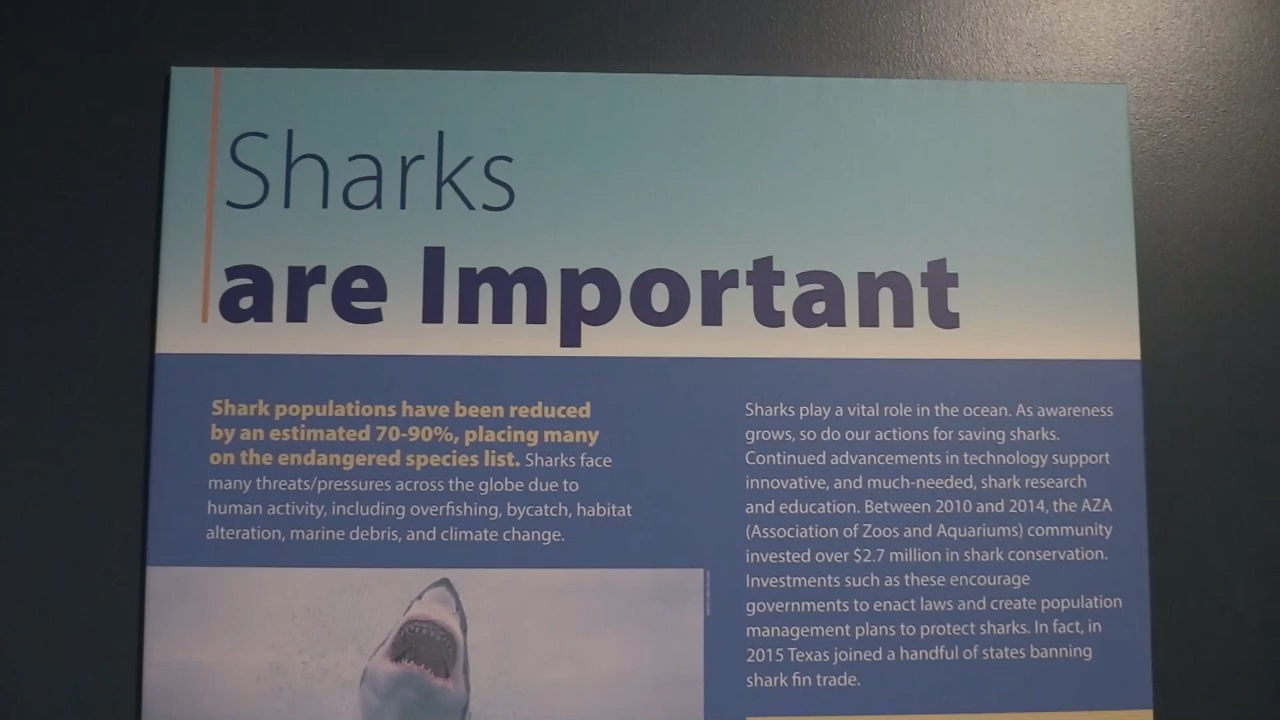 Sharks
are Important
Shark populations have been reduced
by an estimated 70-90%, placing many
on the endangered species list. Sharks face
many threats/pressures across the globe due to
human activity, including overfishing, bycatch, habitat
alteration, marine debris, and climate change.
Sharks play a vital role in the ocean. As awareness
grows, so do our actions for saving sharks.
Continued advancements in technology support
innovative, and much-needed, shark research
and education. Between 2010 and 2014, the AZA
(Association of Zoos and Aquariums) community
invested over $2.7 million in shark conservation.
Investments such as these encourage
governments to enact laws and create population
management plans to protect sharks. In fact, in
2015 Texas joined a handful of states banning
shark fin trade.